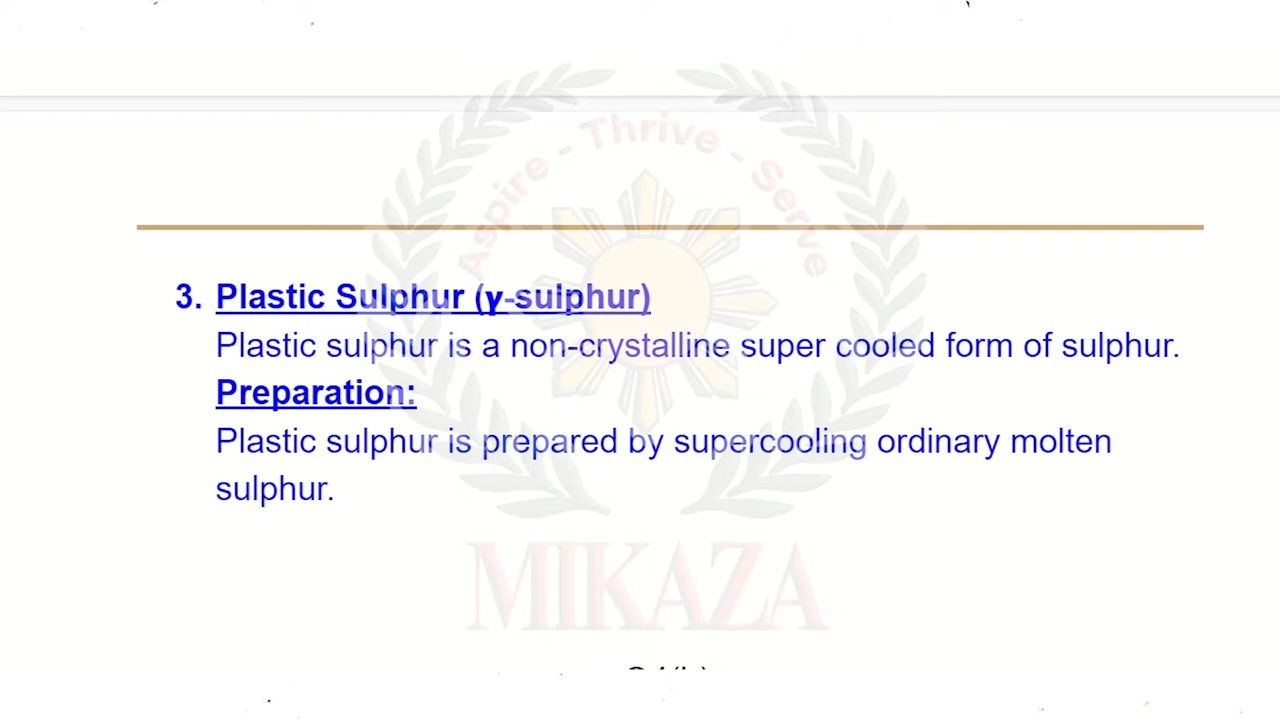 Aspire - Thrive - Serve
3. Plastic Sulphur (γ-sulphur)
Plastic sulphur is a non-crystalline super cooled form of sulphur.
Preparation:
Plastic sulphur is prepared by supercooling ordinary molten
sulphur.
MIKAZA